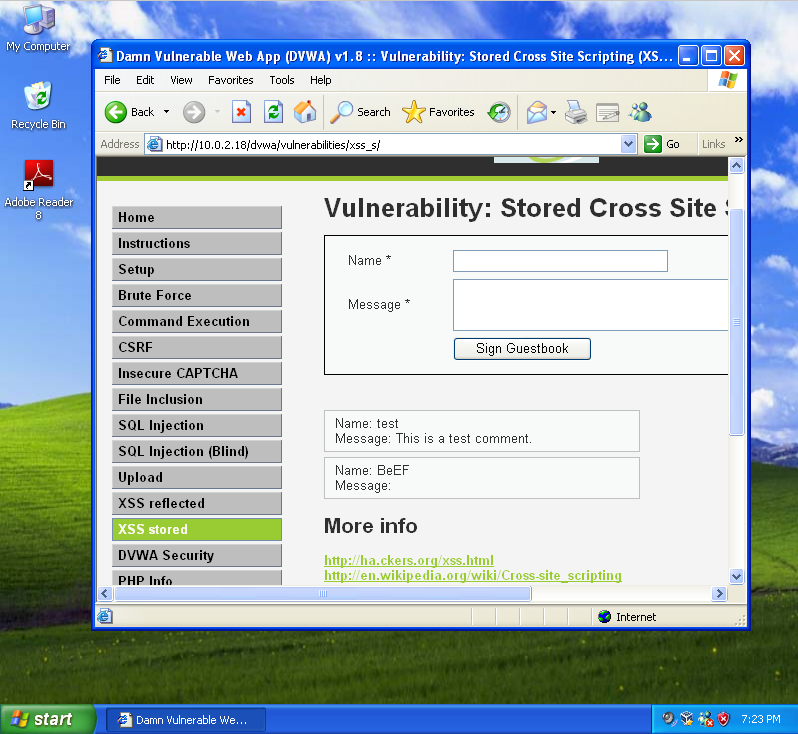 My Computer
Recycle Bin
Adobe Reader
8
Damn Vulnerable Web App (DVWA) v1.8 :: Vulnerability: Stored Cross Site Scripting (XS...
File Edit View Favorites Tools Help
Back Search Favorites
Address http://10.0.2.18/dvwa/vulnerabilities/xss_s/ Go Links »
Home
Instructions
Setup
Brute Force
Command Execution
CSRF
Insecure CAPTCHA
File Inclusion
SQL Injection
SQL Injection (Blind)
Upload
XSS reflected
XSS stored
DVWA Security
PHP Info
Vulnerability: Stored Cross Site
Name *
Message *
Sign Guestbook
Name: test
Message: This is a test comment.
Name: BeEF
Message:
More info
http://ha.ckers.org/xss.html
http://en.wikipedia.org/wiki/Cross-site_scripting
Internet
start Damn Vulnerable We... 7:23 PM